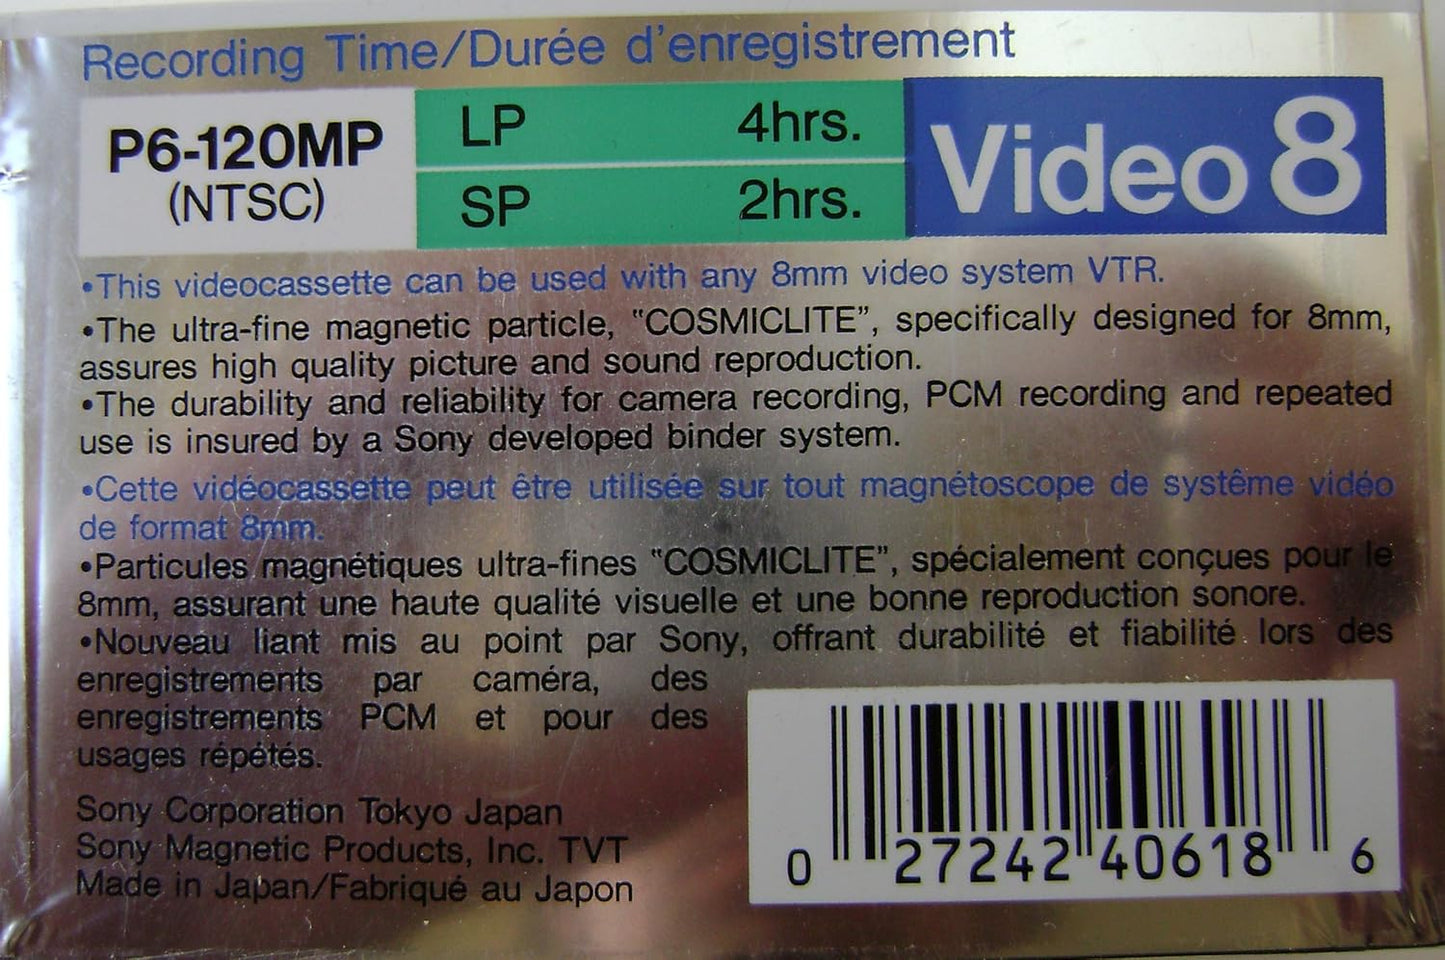 Recording Time/Durée d'enregistrement
P6-120MP
(NTSC)
LP 4hrs.
SP 2hrs.
Video 8
•This videocassette can be used with any 8mm video system VTR.
•The ultra-fine magnetic particle, "COSMICLITE", specifically designed for 8mm,
assures high quality picture and sound reproduction.
•The durability and reliability for camera recording, PCM recording and repeated
use is insured by a Sony developed binder system.
•Cette vidéocassette peut être utilisée sur tout magnétoscope de système vidéo
de format 8mm.
•Particules magnétiques ultra-fines "COSMICLITE", spécialement conçues pour le
8mm, assurant une haute qualité visuelle et une bonne reproduction sonore.
•Nouveau liant mis au point par Sony, offrant durabilité et fiabilité lors des
enregistrements par caméra, des
enregistrements PCM et pour des
usages répétés.
Sony Corporation Tokyo Japan
Sony Magnetic Products, Inc. TVT
Made in Japan/Fabriqué au Japon
0 27242 40618 6